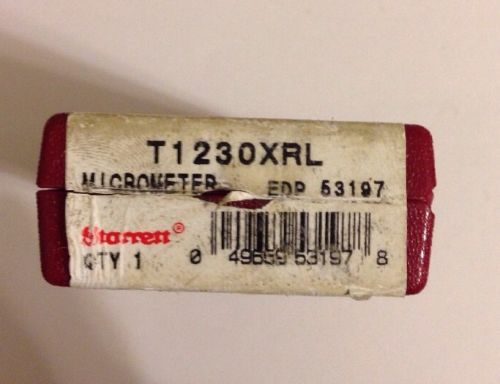 T1230XRL
MICROMETER EDP 53197
Starrett®
QTY 1 0 49659 53197 8